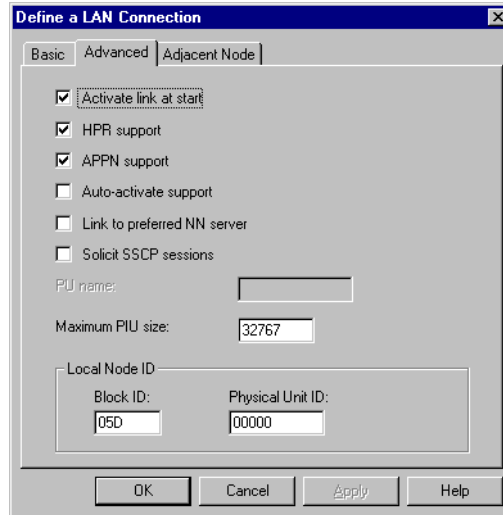 Define a LAN Connection
Basic Advanced Adjacent Node
Activate link at start
HPR support
APPN support
Auto-activate support
Link to preferred NN server
Solicit SSCP sessions
PU name:
Maximum PIU size: 32767
Local Node ID
Block ID: Physical Unit ID:
05D 00000
OK Cancel Apply Help